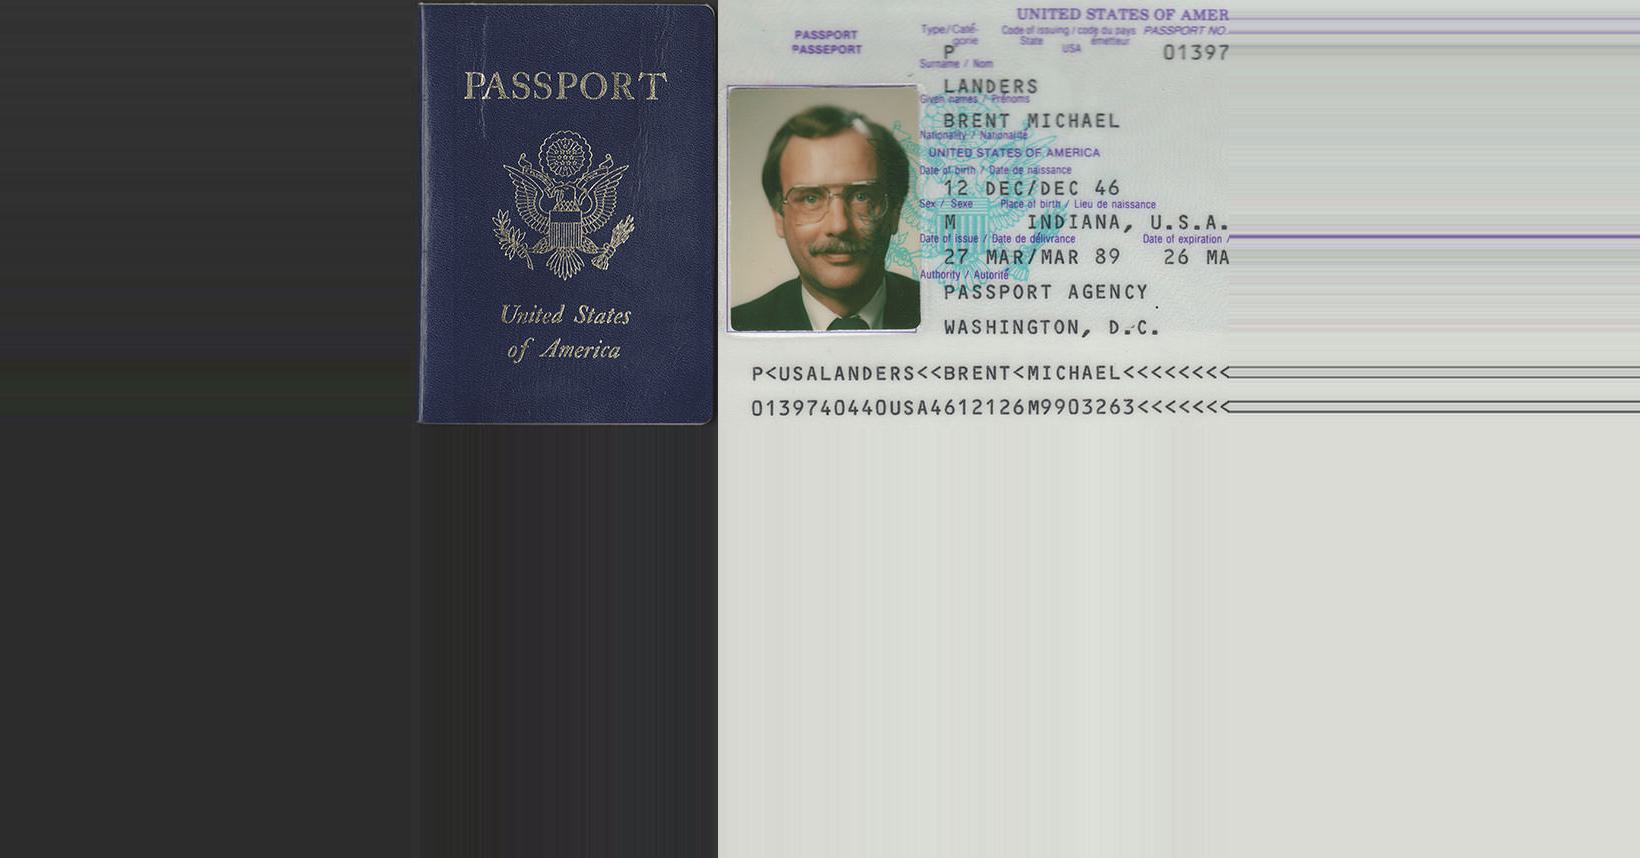 PASSPORT
United States
of America
UNITED STATES OF AMER
PASSPORT
PASSEPORT
Type/Caté-
gorie
Code of issuing / code du pays
State émetteur
PASSPORT NO.
P
USA
01397
Surname / Nom
LANDERS
Given names / Prénoms
BRENT MICHAEL
Nationality / Nationalité
UNITED STATES OF AMERICA
Date of birth / Date de naissance
12 DEC/DEC 46
Sex / Sexe Place of birth / Lieu de naissance
M INDIANA, U.S.A.
Date of issue / Date de délivrance Date of expiration /
27 MAR/MAR 89 26 MA
Authority / Autorité
PASSPORT AGENCY
WASHINGTON, D.C.
P<USALANDERS<<BRENT<MICHAEL<<<<<<<<
0139740440USA4612126M9903263<<<<<<<